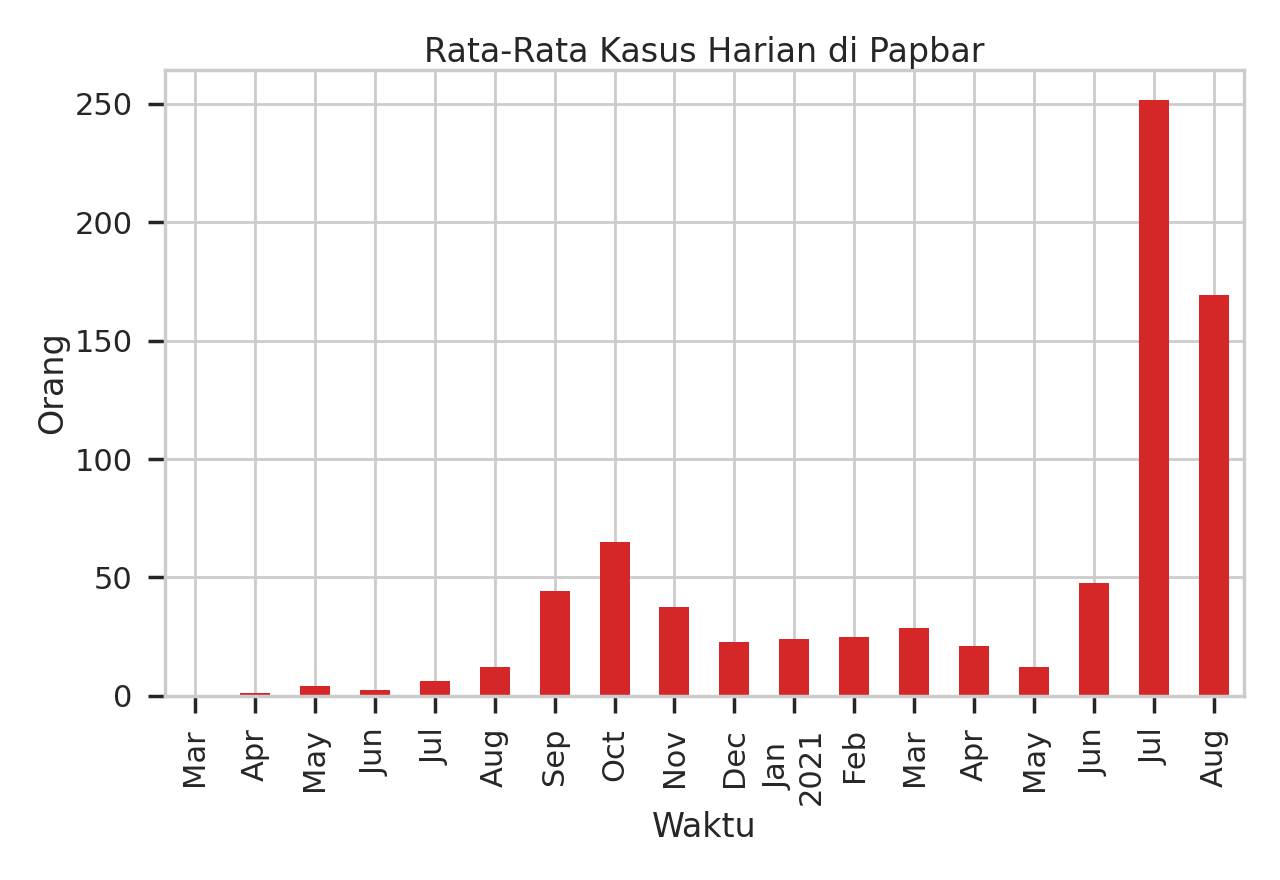 Rata-Rata Kasus Harian di Papbar
250
200
150
100
50
0
Orang
Mar
Apr
May
Jun
Jul
Aug
Sep
Oct
Nov
Dec
Jan
2021
Feb
Mar
Apr
May
Jun
Jul
Aug
Waktu